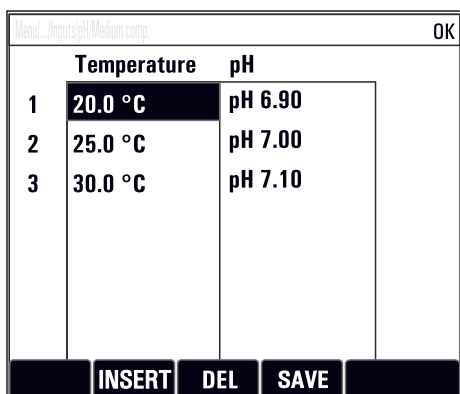 Menu/.../Inputs/pH/Medium comp. OK
Temperature pH
1 20.0 °C pH 6.90
2 25.0 °C pH 7.00
3 30.0 °C pH 7.10
INSERT DEL SAVE